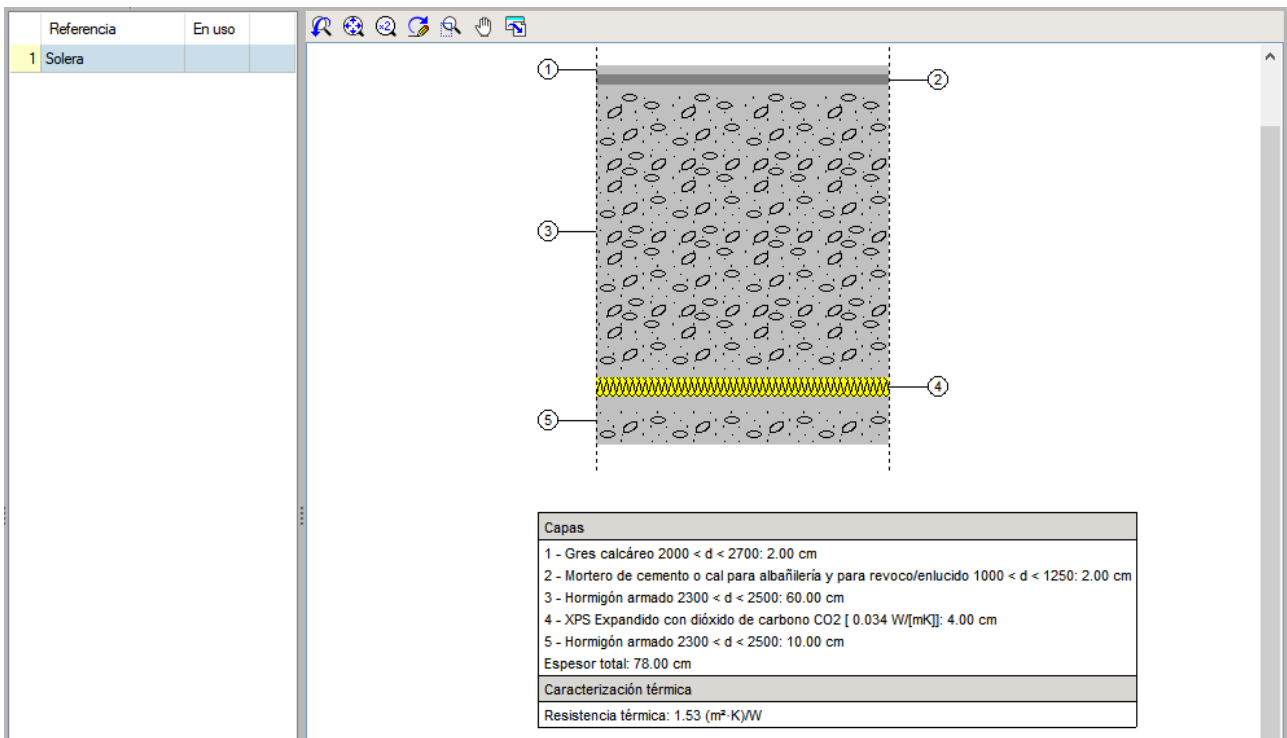 Referencia En uso
1 Solera
×2
1
2
3
4
5
Capas
1 - Gres calcáreo 2000 < d < 2700: 2.00 cm
2 - Mortero de cemento o cal para albañilería y para revoco/enlucido 1000 < d < 1250: 2.00 cm
3 - Hormigón armado 2300 < d < 2500: 60.00 cm
4 - XPS Expandido con dióxido de carbono CO2 [ 0.034 W/[mK]]: 4.00 cm
5 - Hormigón armado 2300 < d < 2500: 10.00 cm
Espesor total: 78.00 cm
Caracterización térmica
Resistencia térmica: 1.53 (m²·K)/W